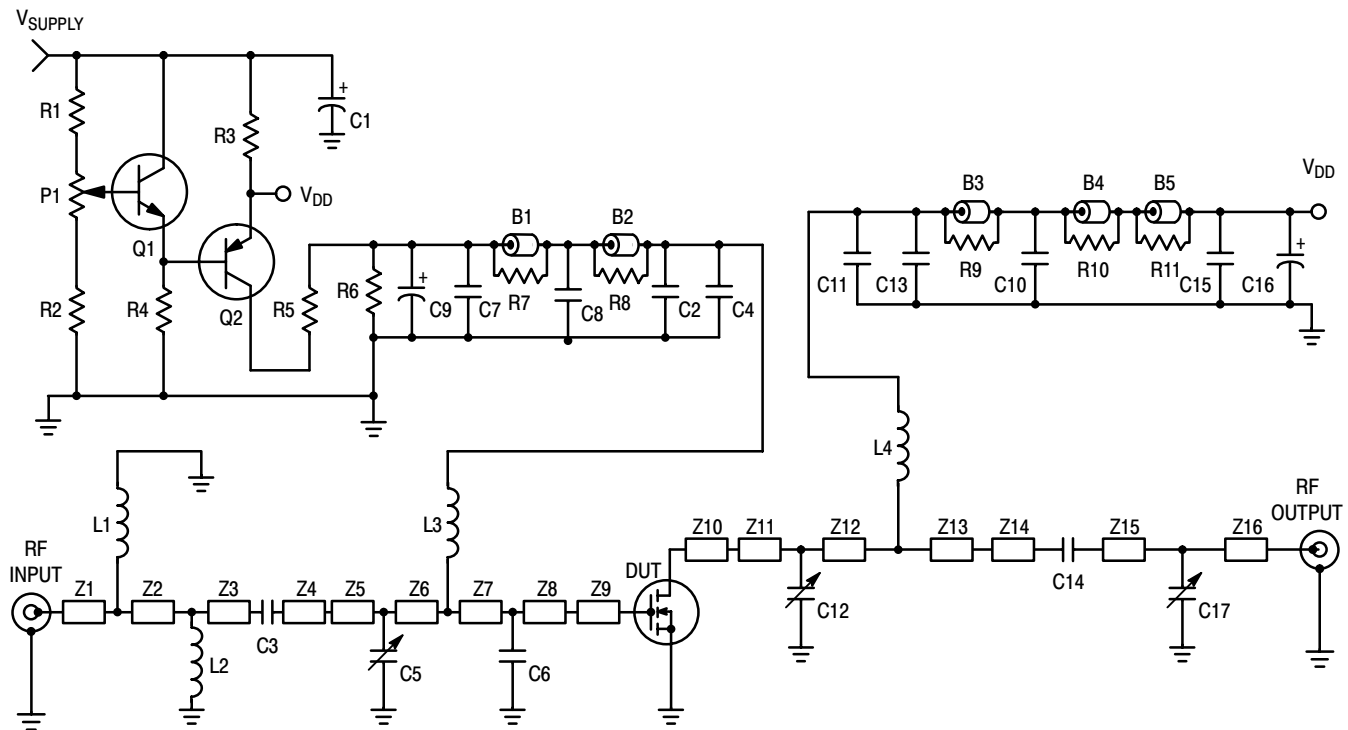 VSUPPLY
R1
R3
+
C1
P1
VDD
Q1
R2
R4
Q2
R5
R6
+
C9
C7
B1
R7
C8
B2
R8
C2
C4
VDD
B3
B4
B5
C11
C13
R9
C10
R10
R11
C15
+
C16
L4
L1
L3
RF
INPUT
Z1
Z2
Z3
C3
Z4
Z5
Z6
Z7
Z8
Z9
L2
C5
C6
DUT
Z10
Z11
Z12
C12
Z13
Z14
C14
Z15
C17
Z16
RF
OUTPUT